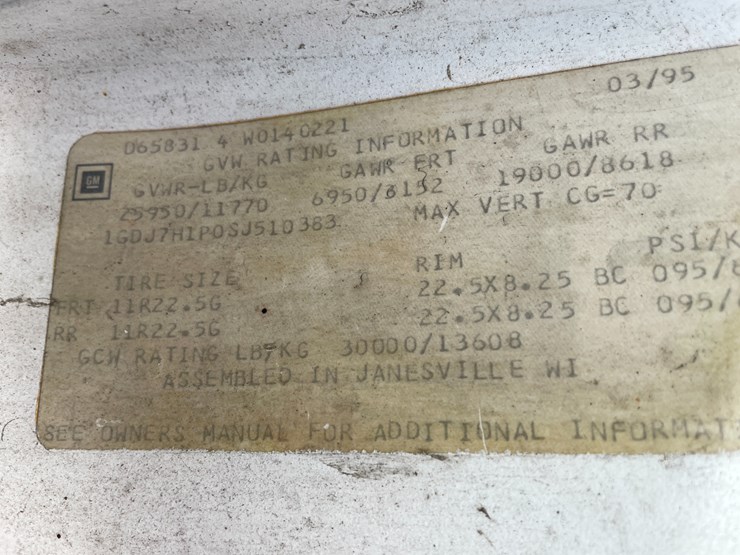 03/95
065831 4 W0140221
GVW RATING INFORMATION
GM
GVWR-LB/KG GAWR FRT GAWR RR
25950/11770 6950/3152 19000/8618
1GDJ7H1P0SJ510383 MAX VERT CG=70
TIRE SIZE RIM PSI/K
FRT 11R22.5G 22.5X8.25 BC 095/
RR 11R22.5G 22.5X8.25 BC 095/
GCW RATING LB/KG 30000/13608
ASSEMBLED IN JANESVILLE WI
SEE OWNERS MANUAL FOR ADDITIONAL INFORMAT